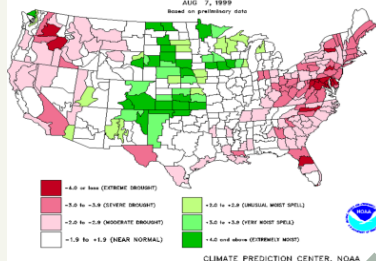 AUG 7, 1999
Based on preliminary data
-4.0 or less (EXTREME DROUGHT)
-3.0 to -3.9 (SEVERE DROUGHT)
-2.0 to -2.9 (MODERATE DROUGHT)
-1.9 to +1.9 (NEAR NORMAL)
+2.0 to +2.9 (UNUSUAL MOIST SPELL)
+3.0 to +3.9 (VERY MOIST SPELL)
+4.0 and above (EXTREMELY MOIST)
NOAA
CLIMATE PREDICTION CENTER, NOAA